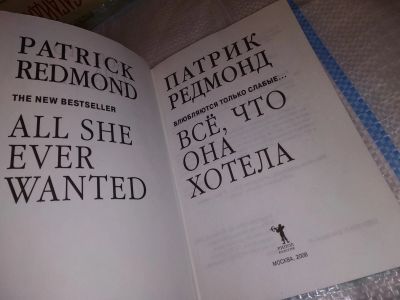 PATRICK
REDMOND
THE NEW BESTSELLER
ALL SHE
EVER
WANTED
ПАТРИК
РЕДМОНД
ВЛЮБЛЯЮТСЯ ТОЛЬКО СЛАБЫЕ...
ВСЁ, ЧТО
ОНА
ХОТЕЛА
МОСКВА, 2008